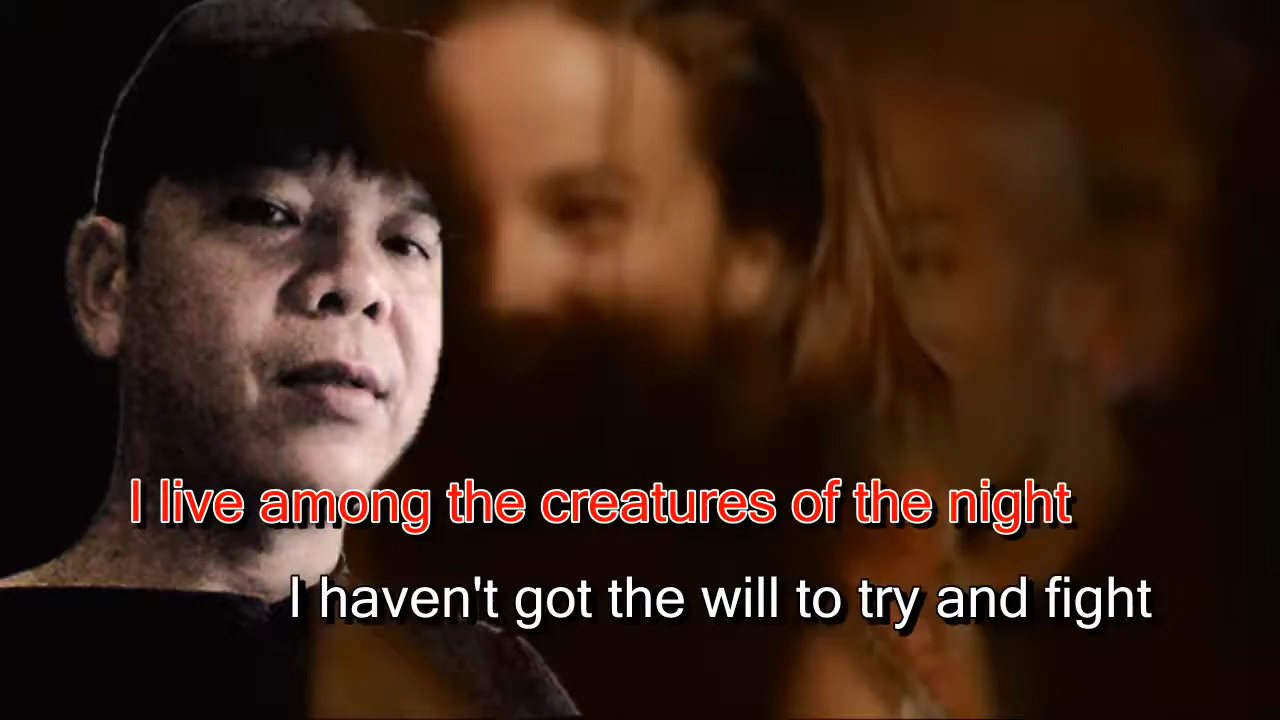 I live among the creatures of the night
I haven't got the will to try and fight